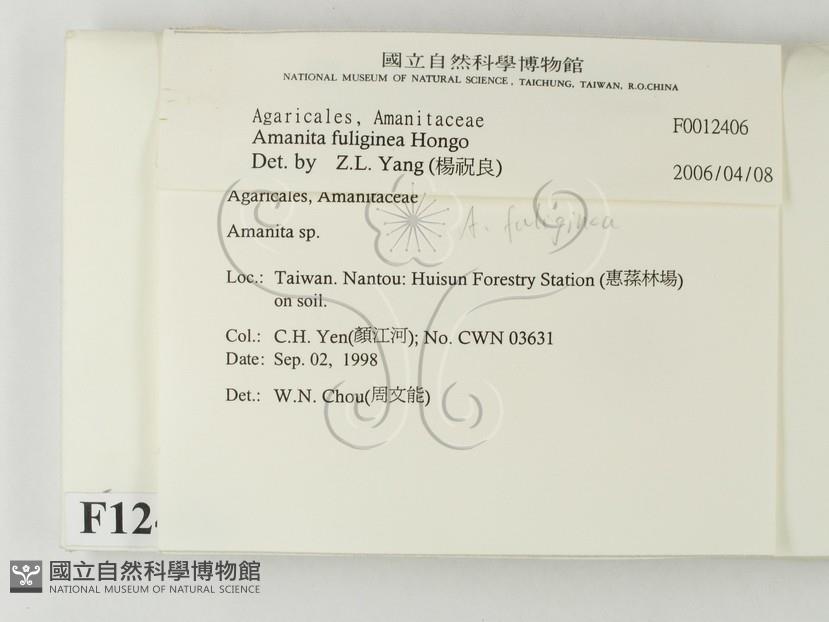 國立自然科學博物館
NATIONAL MUSEUM OF NATURAL SCIENCE, TAICHUNG, TAIWAN, R.O.CHINA
Agaricales, Amanitaceae
F0012406
Amanita fuliginea Hongo
Det. by Z.L. Yang (楊祝良)
2006/04/08
Agaricales, Amanitaceae
Amanita sp.
A. fuliginea
Loc.: Taiwan. Nantou: Huisun Forestry Station (惠蓀林場)
on soil.
Col.: C.H. Yen(顏江河); No. CWN 03631
Date: Sep. 02, 1998
Det.: W.N. Chou(周文能)
F124
國立自然科學博物館
NATIONAL MUSEUM OF NATURAL SCIENCE